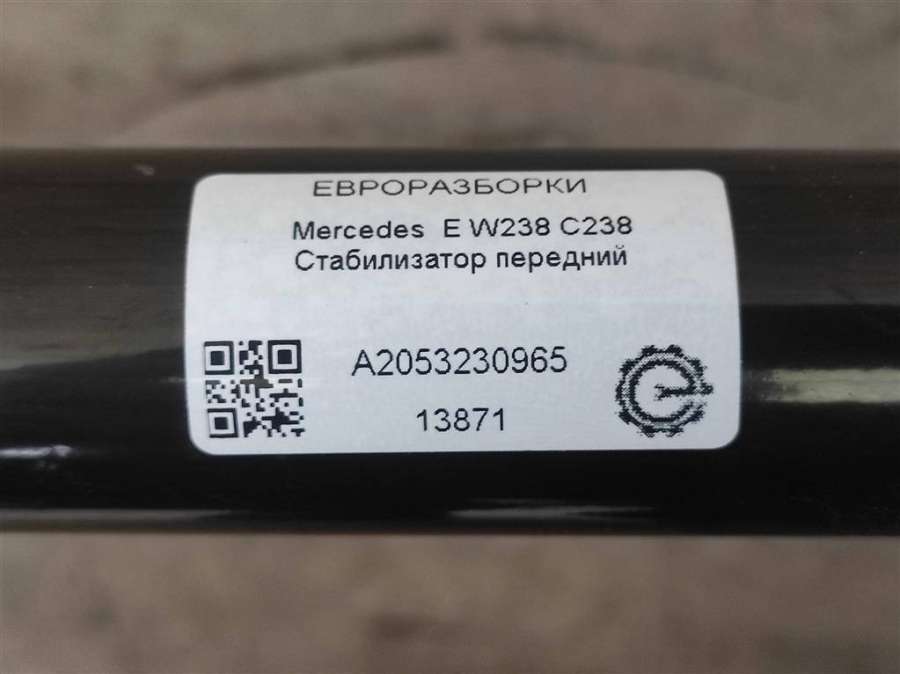 ЕВРОРАЗБОРКИ
Mercedes E W238 C238
Стабилизатор передний
A2053230965
13871